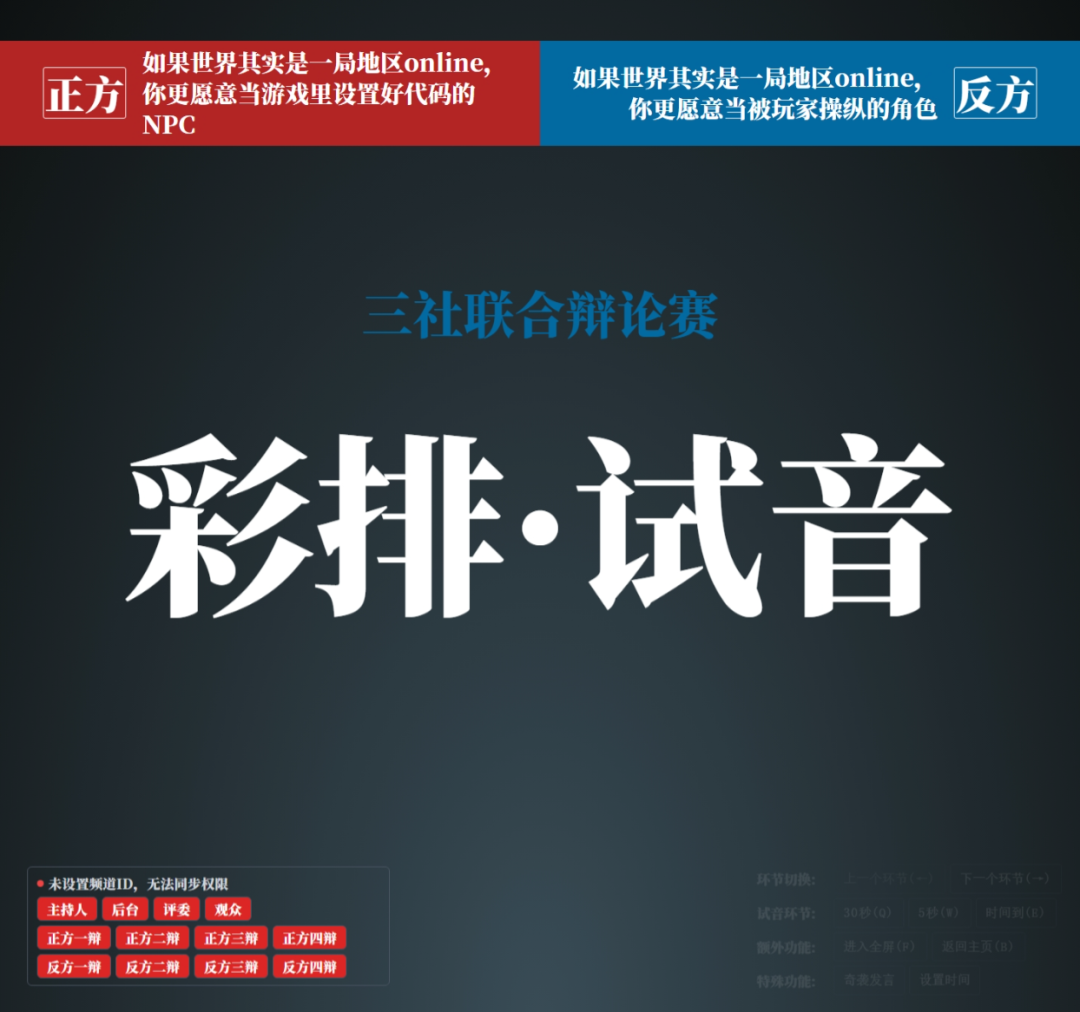 正方
如果世界其实是一局地区online,
你更愿意当游戏里设置好代码的
NPC
如果世界其实是一局地区online,
你更愿意当被玩家操纵的角色
反方
三社联合辩论赛
彩排·试音
未设置频道ID，无法同步权限
主持人 后台 评委 观众
正方一辩 正方二辩 正方三辩 正方四辩
反方一辩 反方二辩 反方三辩 反方四辩
环节切换: 上一个环节(←) 下一个环节(→)
试音环节: 30秒(Q) 5秒(W) 时间到(E)
额外功能: 进入全屏(P) 返回主页(B)
特殊功能: 奇袭发言 设置时间